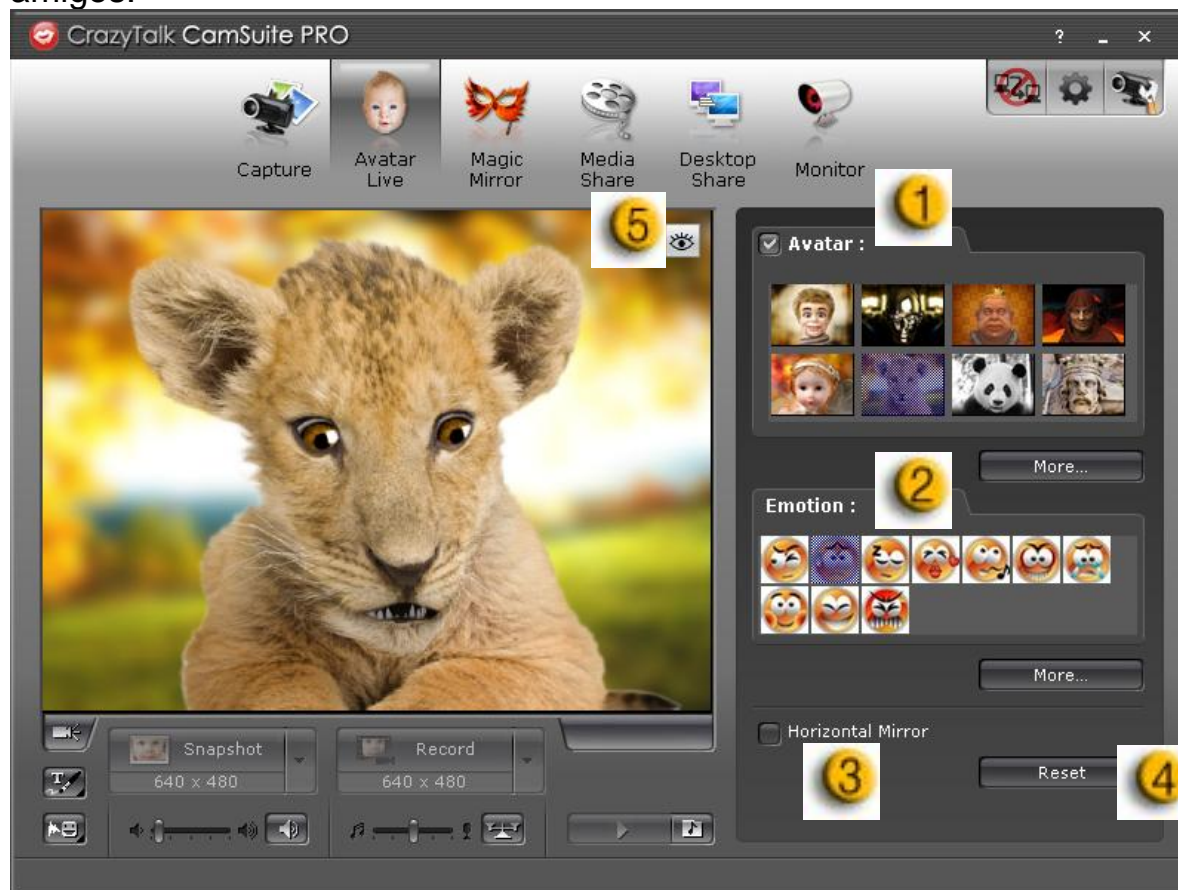 amigos.
CrazyTalk CamSuite PRO
?
Capture
Avatar Live
Magic Mirror
Media Share
Desktop Share
Monitor
5
1
Avatar :
More...
2
Emotion :
More...
Horizontal Mirror
3
Reset
4
Snapshot
640 x 480
Record
640 x 480